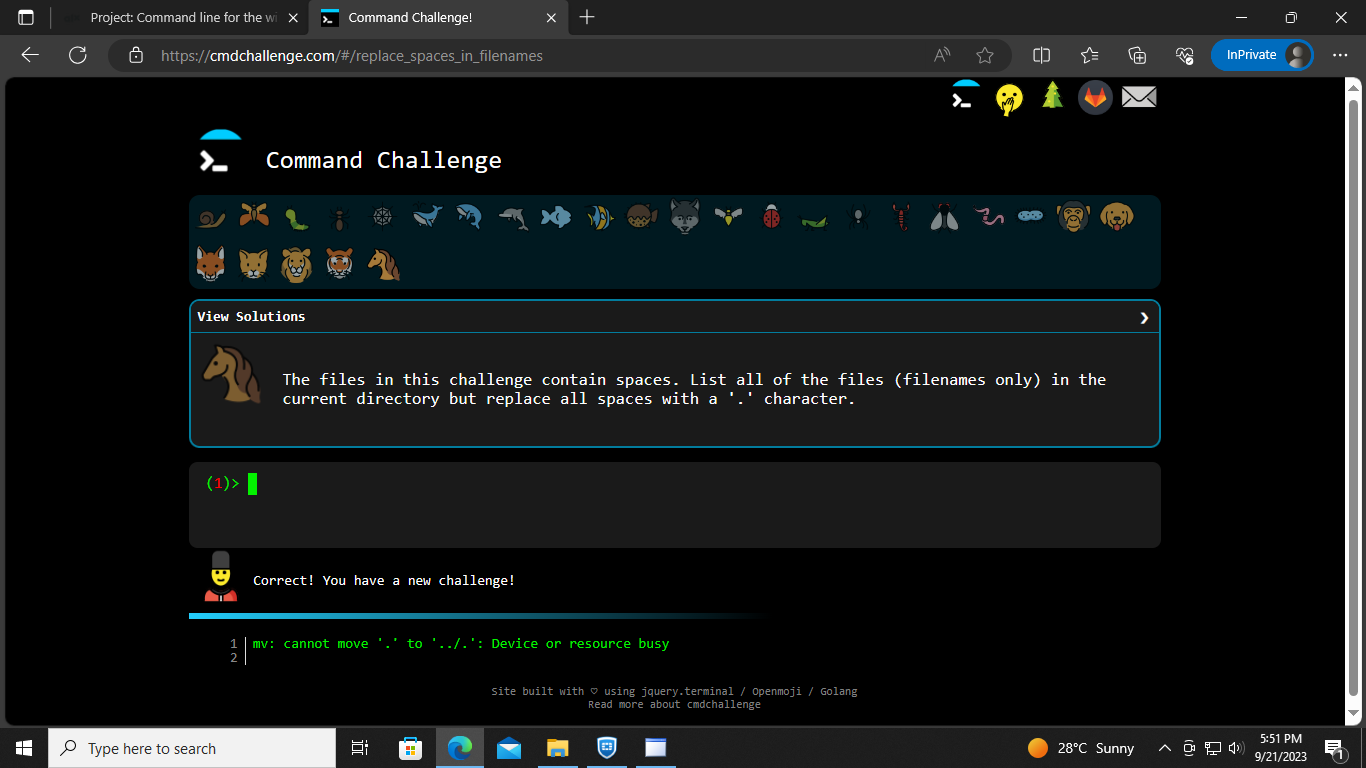 Project: Command line for the wi
Command Challenge!
https://cmdchallenge.com/#/replace_spaces_in_filenames
InPrivate
Command Challenge
View Solutions
The files in this challenge contain spaces. List all of the files (filenames only) in the
current directory but replace all spaces with a '.' character.
(1)>
Correct! You have a new challenge!
1 mv: cannot move '.' to '../.': Device or resource busy
2
Site built with ♡ using jquery.terminal / Openmoji / Golang
Read more about cmdchallenge
Type here to search
28°C Sunny
5:51 PM
9/21/2023
1